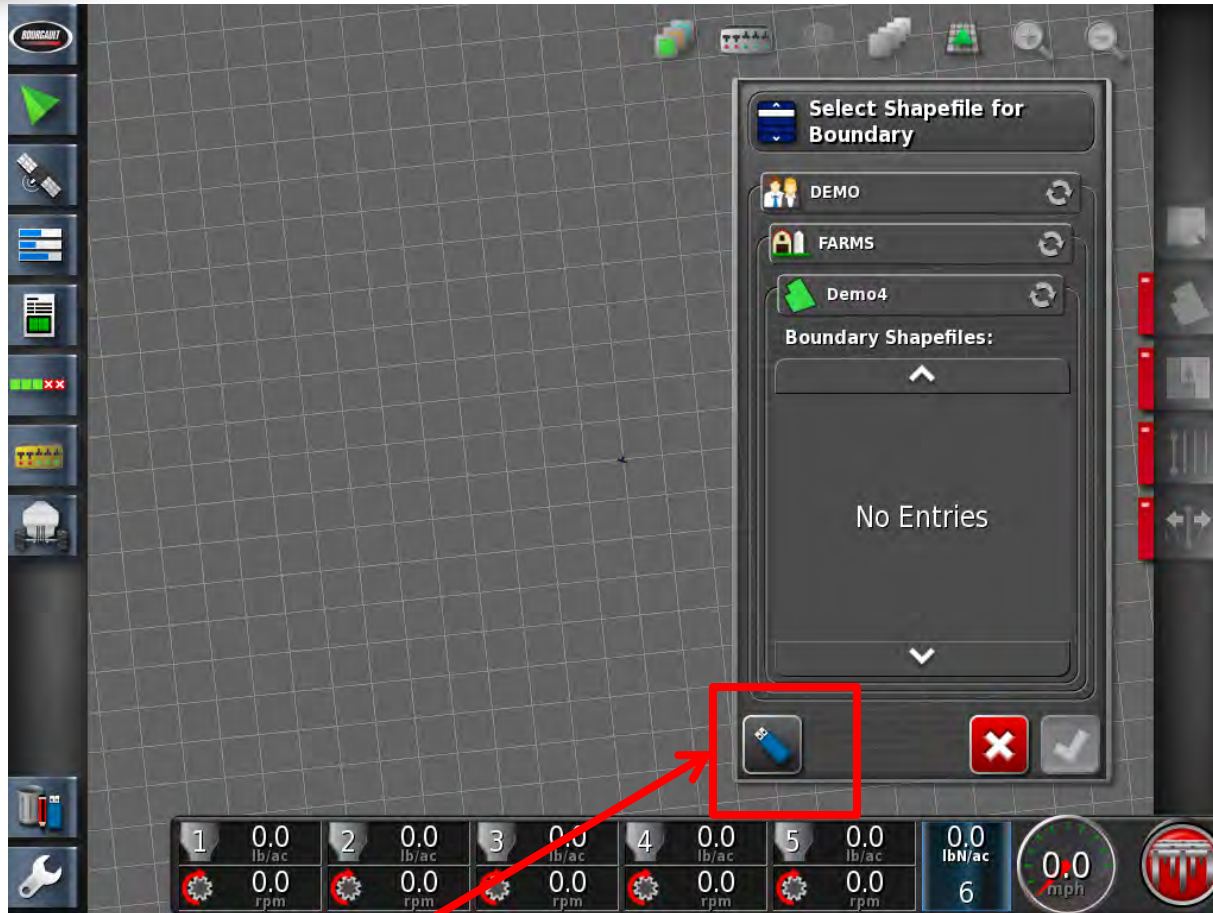 BOURGAULT
Select Shapefile for
Boundary
DEMO
FARMS
Demo4
Boundary Shapefiles:
No Entries
1 0.0 2 0.0 3 0.0 4 0.0 5 0.0 0.0
lb/ac lb/ac lb/ac lb/ac lb/ac lbN/ac
0.0 0.0 0.0 0.0 0.0 6 0.0
rpm rpm rpm rpm rpm mph